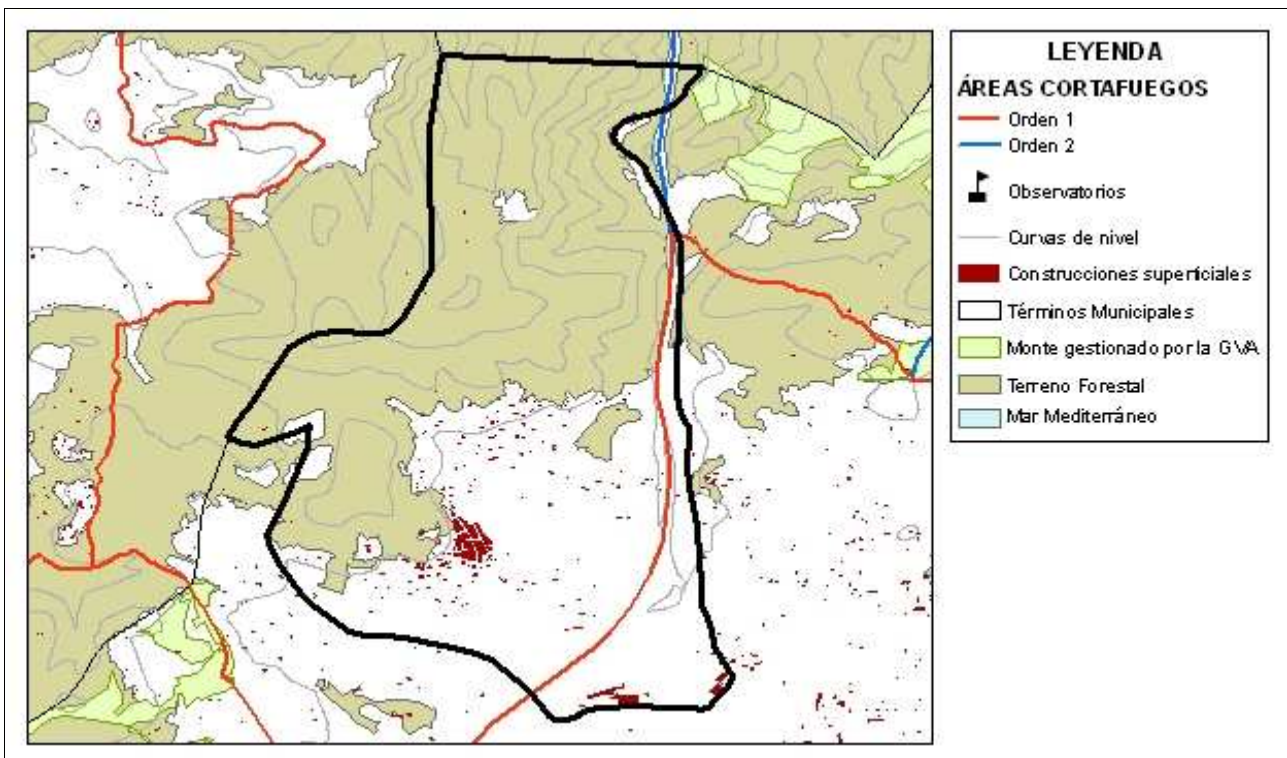 LEYENDA
ÁREAS CORTAFUEGOS
Orden 1
Orden 2
Observatorios
Curvas de nivel
Construcciones superficiales
Términos Municipales
Monte gestionado por la GVA
Terreno Forestal
Mar Mediterráneo